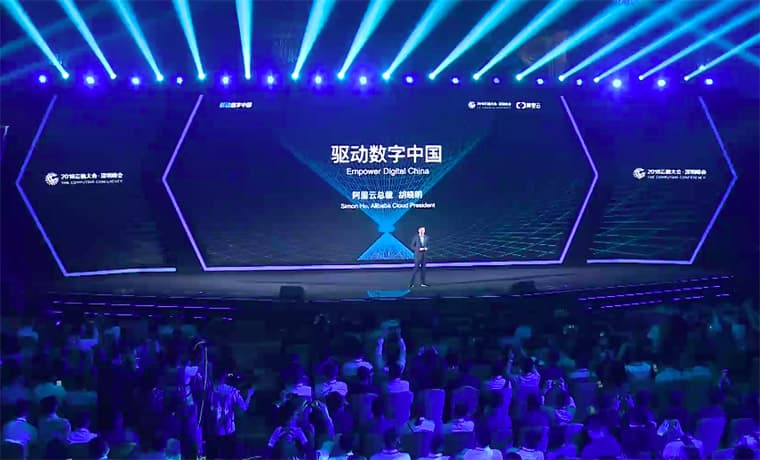 驱动数字中国
2018云栖大会·深圳峰会
阿里云
驱动数字中国
Empower Digital China
阿里云总裁 胡晓明
Simon Hu, Alibaba Cloud President
2018云栖大会·深圳峰会
THE COMPUTING CONFERENCE
2018云栖大会·深圳峰会
THE COMPUTING CONFERENCE